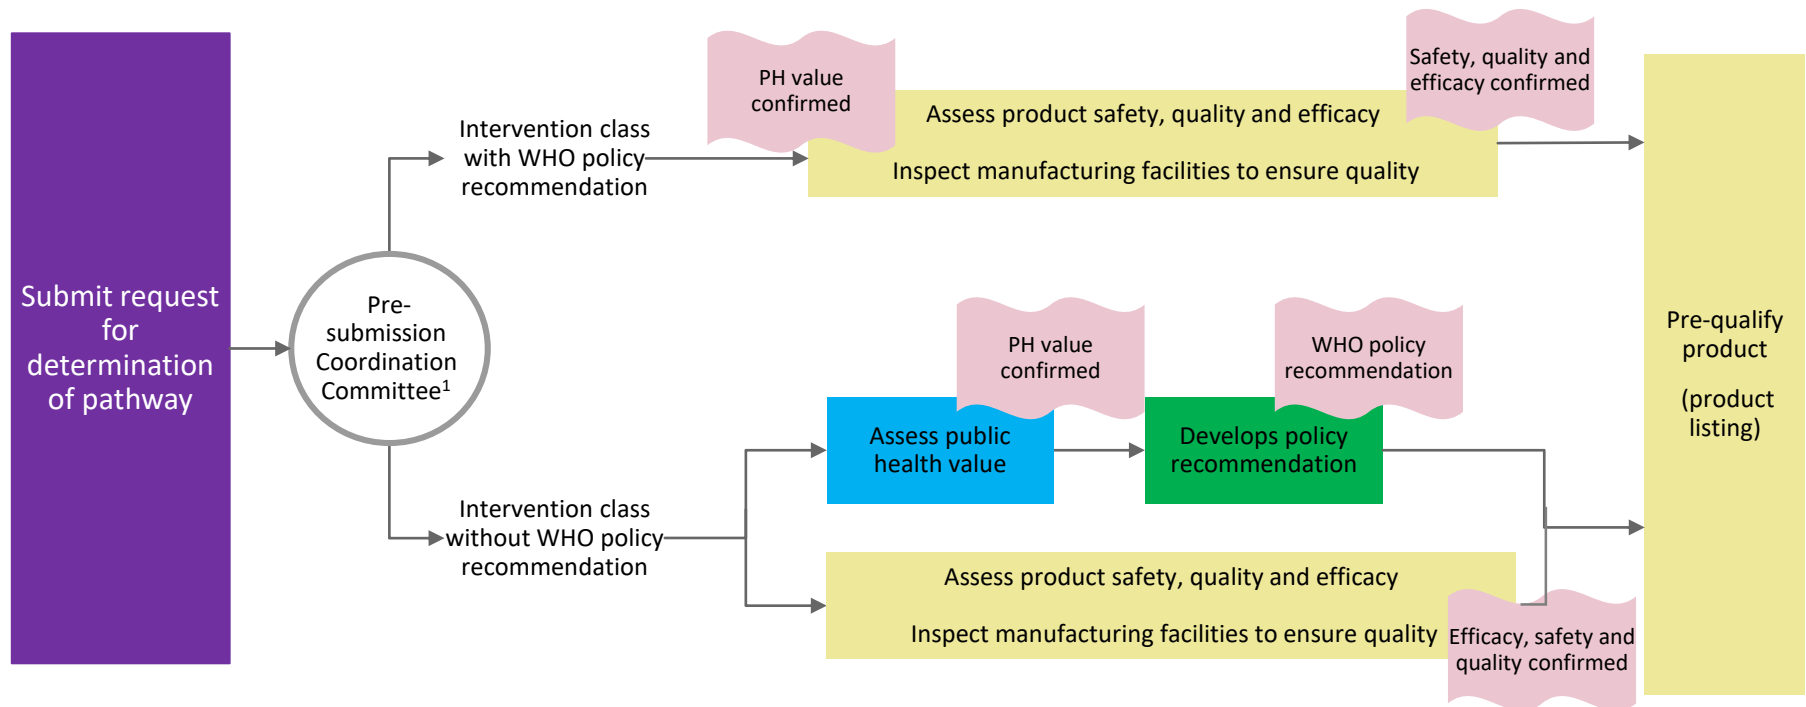 Submit request
for
determination
of pathway
Pre-
submission
Coordination
Committee1
Intervention class
with WHO policy
recommendation
PH value
confirmed
Assess product safety, quality and efficacy
Inspect manufacturing facilities to ensure quality
Safety, quality and
efficacy confirmed
Intervention class
without WHO policy
recommendation
PH value
confirmed
Assess public
health value
WHO policy
recommendation
Develops policy
recommendation
Assess product safety, quality and efficacy
Inspect manufacturing facilities to ensure quality
Efficacy, safety and
quality confirmed
Pre-qualify
product
(product
listing)